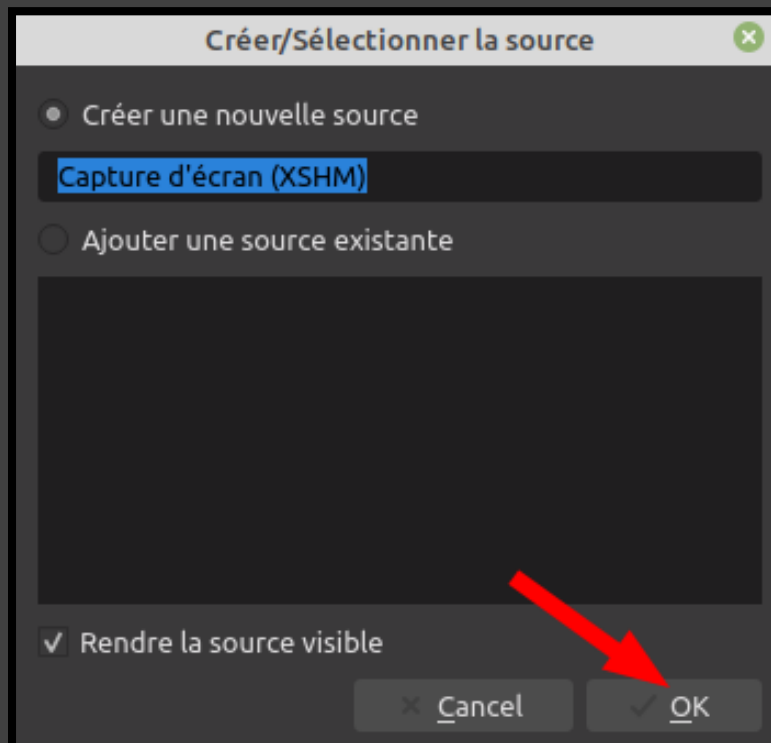 Créer/Sélectionner la source
Créer une nouvelle source
Capture d'écran (XSHM)
Ajouter une source existante
Rendre la source visible
Cancel
OK